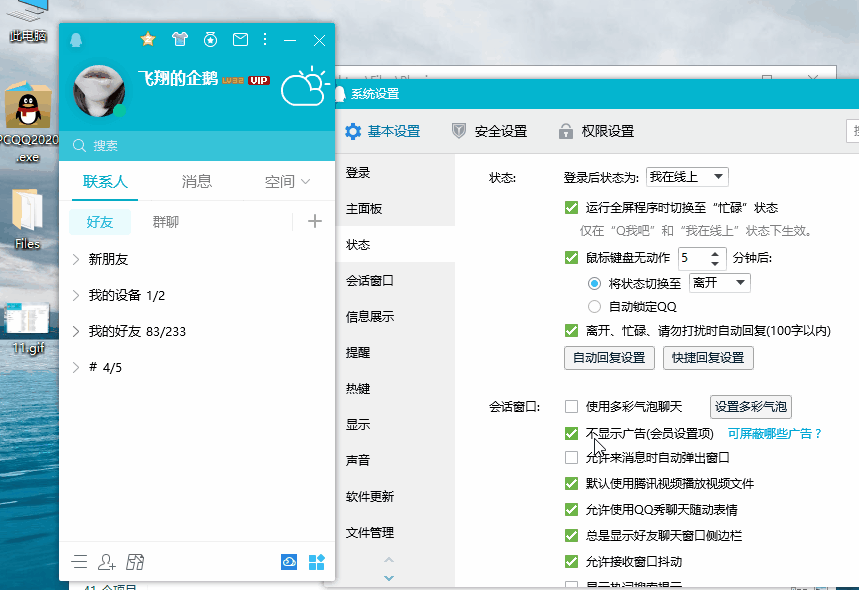 此电脑
PCQQ2020
.exe
Files
11.gif
飞翔的企鹅 LV32 VIP
搜索
联系人 消息 空间
好友 群聊
新朋友
我的设备 1/2
我的好友 83/233
# 4/5
系统设置
基本设置 安全设置 权限设置
登录
主面板
状态
会话窗口
信息展示
提醒
热键
显示
声音
软件更新
文件管理
状态: 登录后状态为: 我在线上
运行全屏程序时切换至“忙碌”状态
仅在“Q我吧”和“我在线上”状态下生效。
鼠标键盘无动作 5 分钟后:
将状态切换至 离开
自动锁定QQ
离开、忙碌、请勿打扰时自动回复(100字以内)
自动回复设置 快捷回复设置
会话窗口: 使用多彩气泡聊天 设置多彩气泡
不显示广告(会员设置项) 可屏蔽哪些广告？
允许来消息时自动弹出窗口
默认使用腾讯视频播放视频文件
允许使用QQ秀聊天随动表情
总是显示好友聊天窗口侧边栏
允许接收窗口抖动
显示热词搜索提示
41 个项目